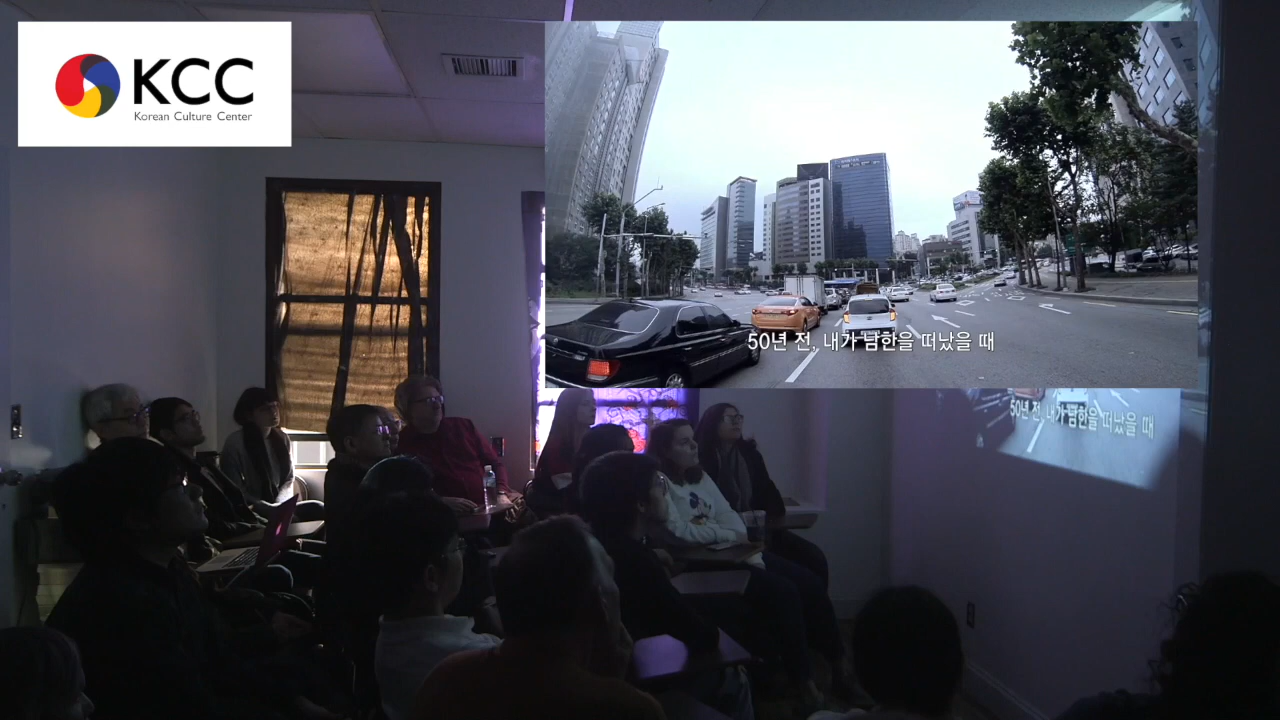 KCC
Korean Culture Center
50년 전, 내가 남한을 떠났을 때
50년 전, 내가 남한을 떠났을 때